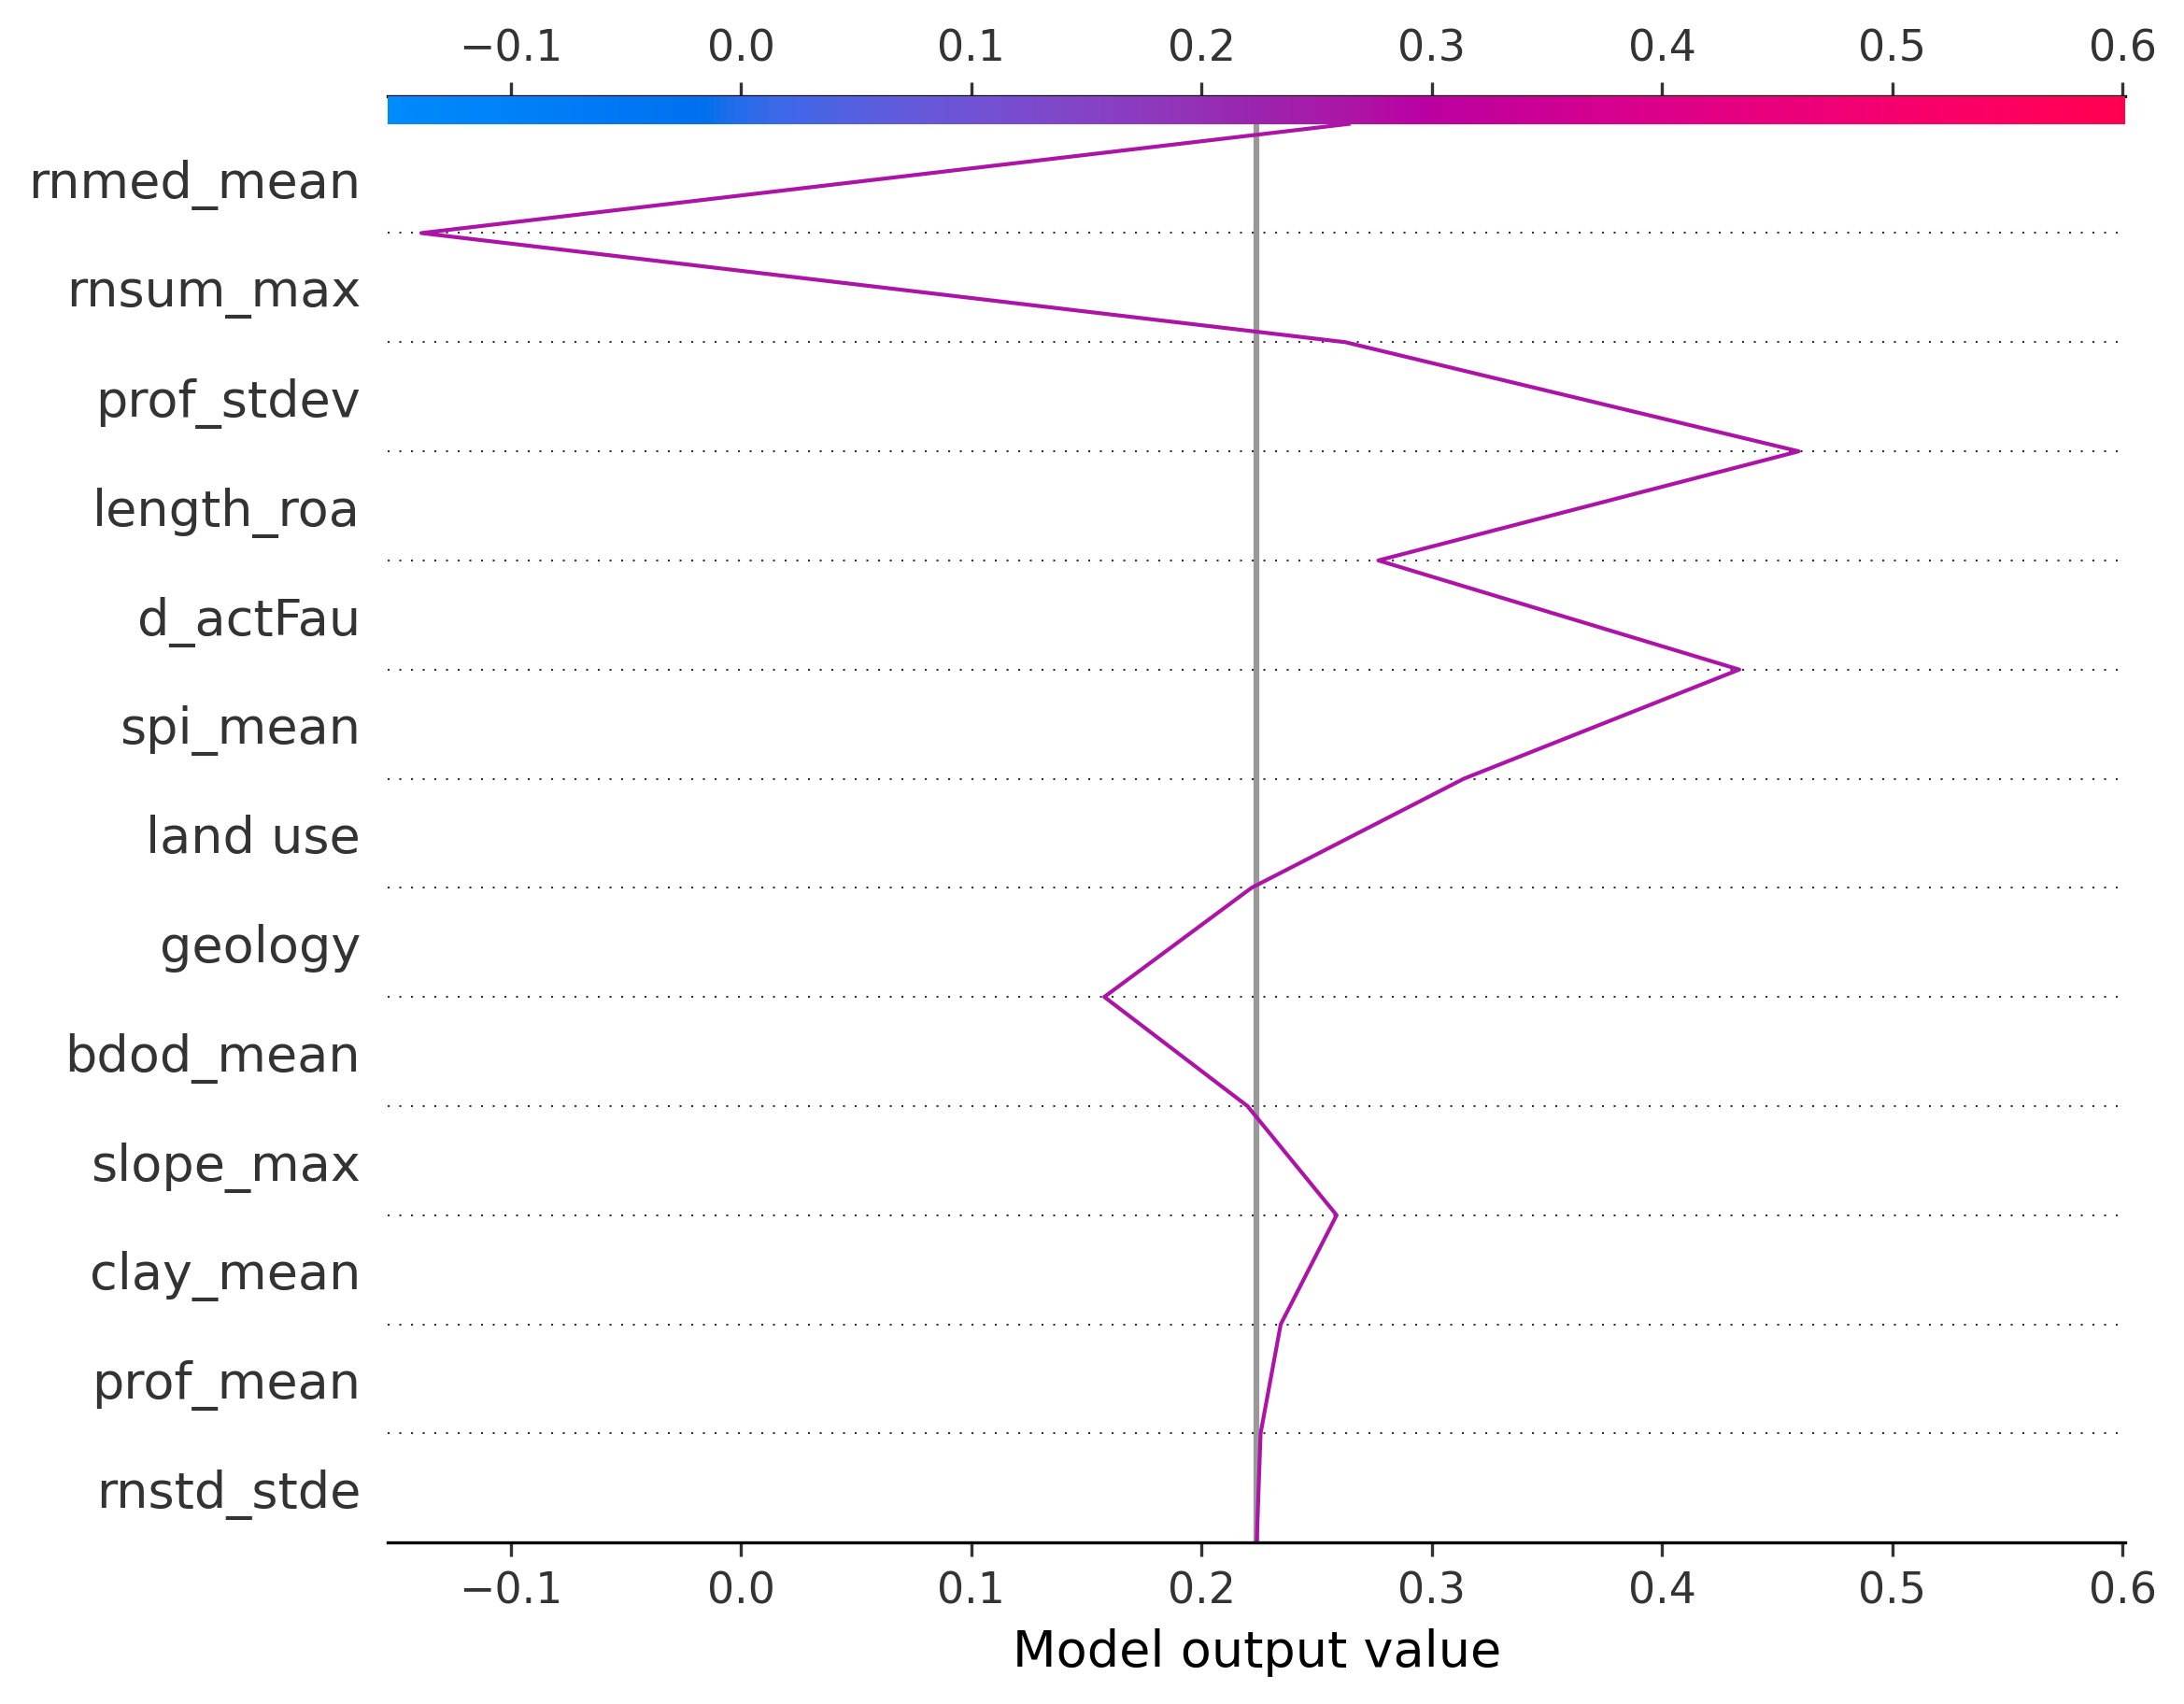 −0.1 0.0 0.1 0.2 0.3 0.4 0.5 0.6
rnmed_mean
rnsum_max
prof_stdev
length_roa
d_actFau
spi_mean
land use
geology
bdod_mean
slope_max
clay_mean
prof_mean
rnstd_stde
−0.1 0.0 0.1 0.2 0.3 0.4 0.5 0.6
Model output value